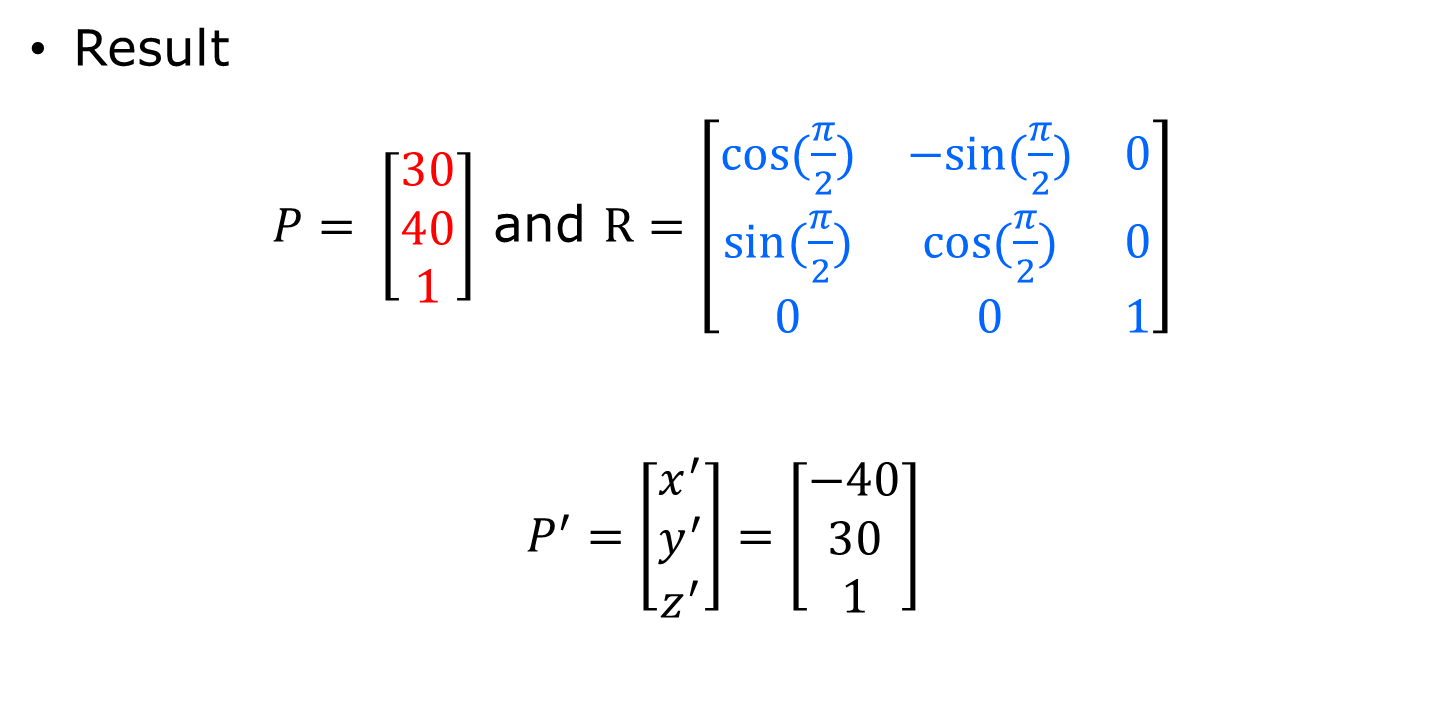 • Result
P = [30 40 1] and R = [cos(π/2) −sin(π/2) 0
sin(π/2) cos(π/2) 0
0 0 1]
P′ = [x′ y′ z′] = [−40 30 1]